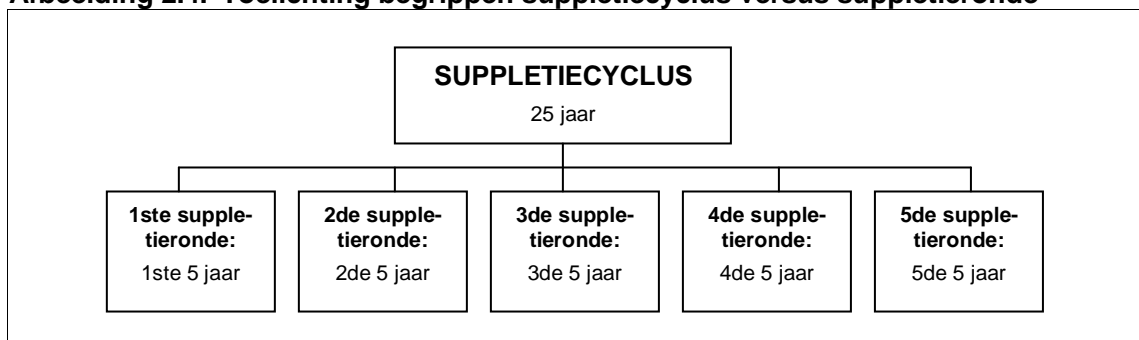 Afbeelding 2.4. Toelichting begrippen suppletiecyclus versus suppletieronde
SUPPLETIECYCLUS
25 jaar
1ste supple-
tieronde:
1ste 5 jaar
2de supple-
tieronde:
2de 5 jaar
3de supple-
tieronde:
3de 5 jaar
4de supple-
tieronde:
4de 5 jaar
5de supple-
tieronde:
5de 5 jaar